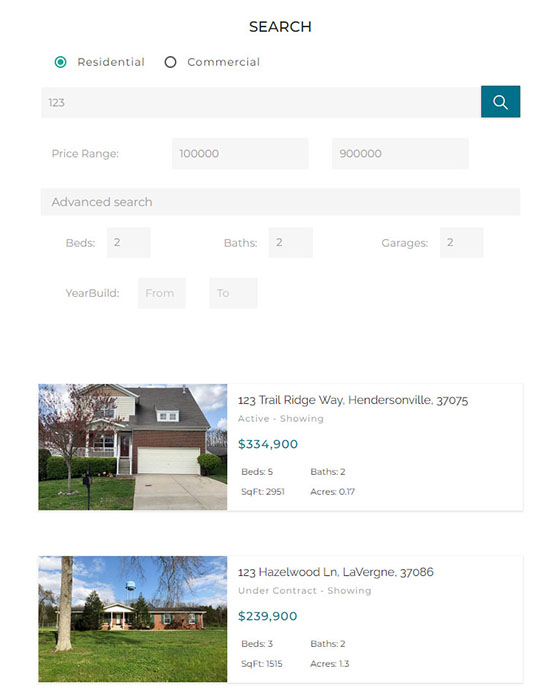 SEARCH
Residential Commercial
123
Price Range: 100000 900000
Advanced search
Beds: 2 Baths: 2 Garages: 2
YearBuild: From To
123 Trail Ridge Way, Hendersonville, 37075
Active - Showing
$334,900
Beds: 5 Baths: 2
SqFt: 2951 Acres: 0.17
123 Hazelwood Ln, LaVergne, 37086
Under Contract - Showing
$239,900
Beds: 3 Baths: 2
SqFt: 1515 Acres: 1.3